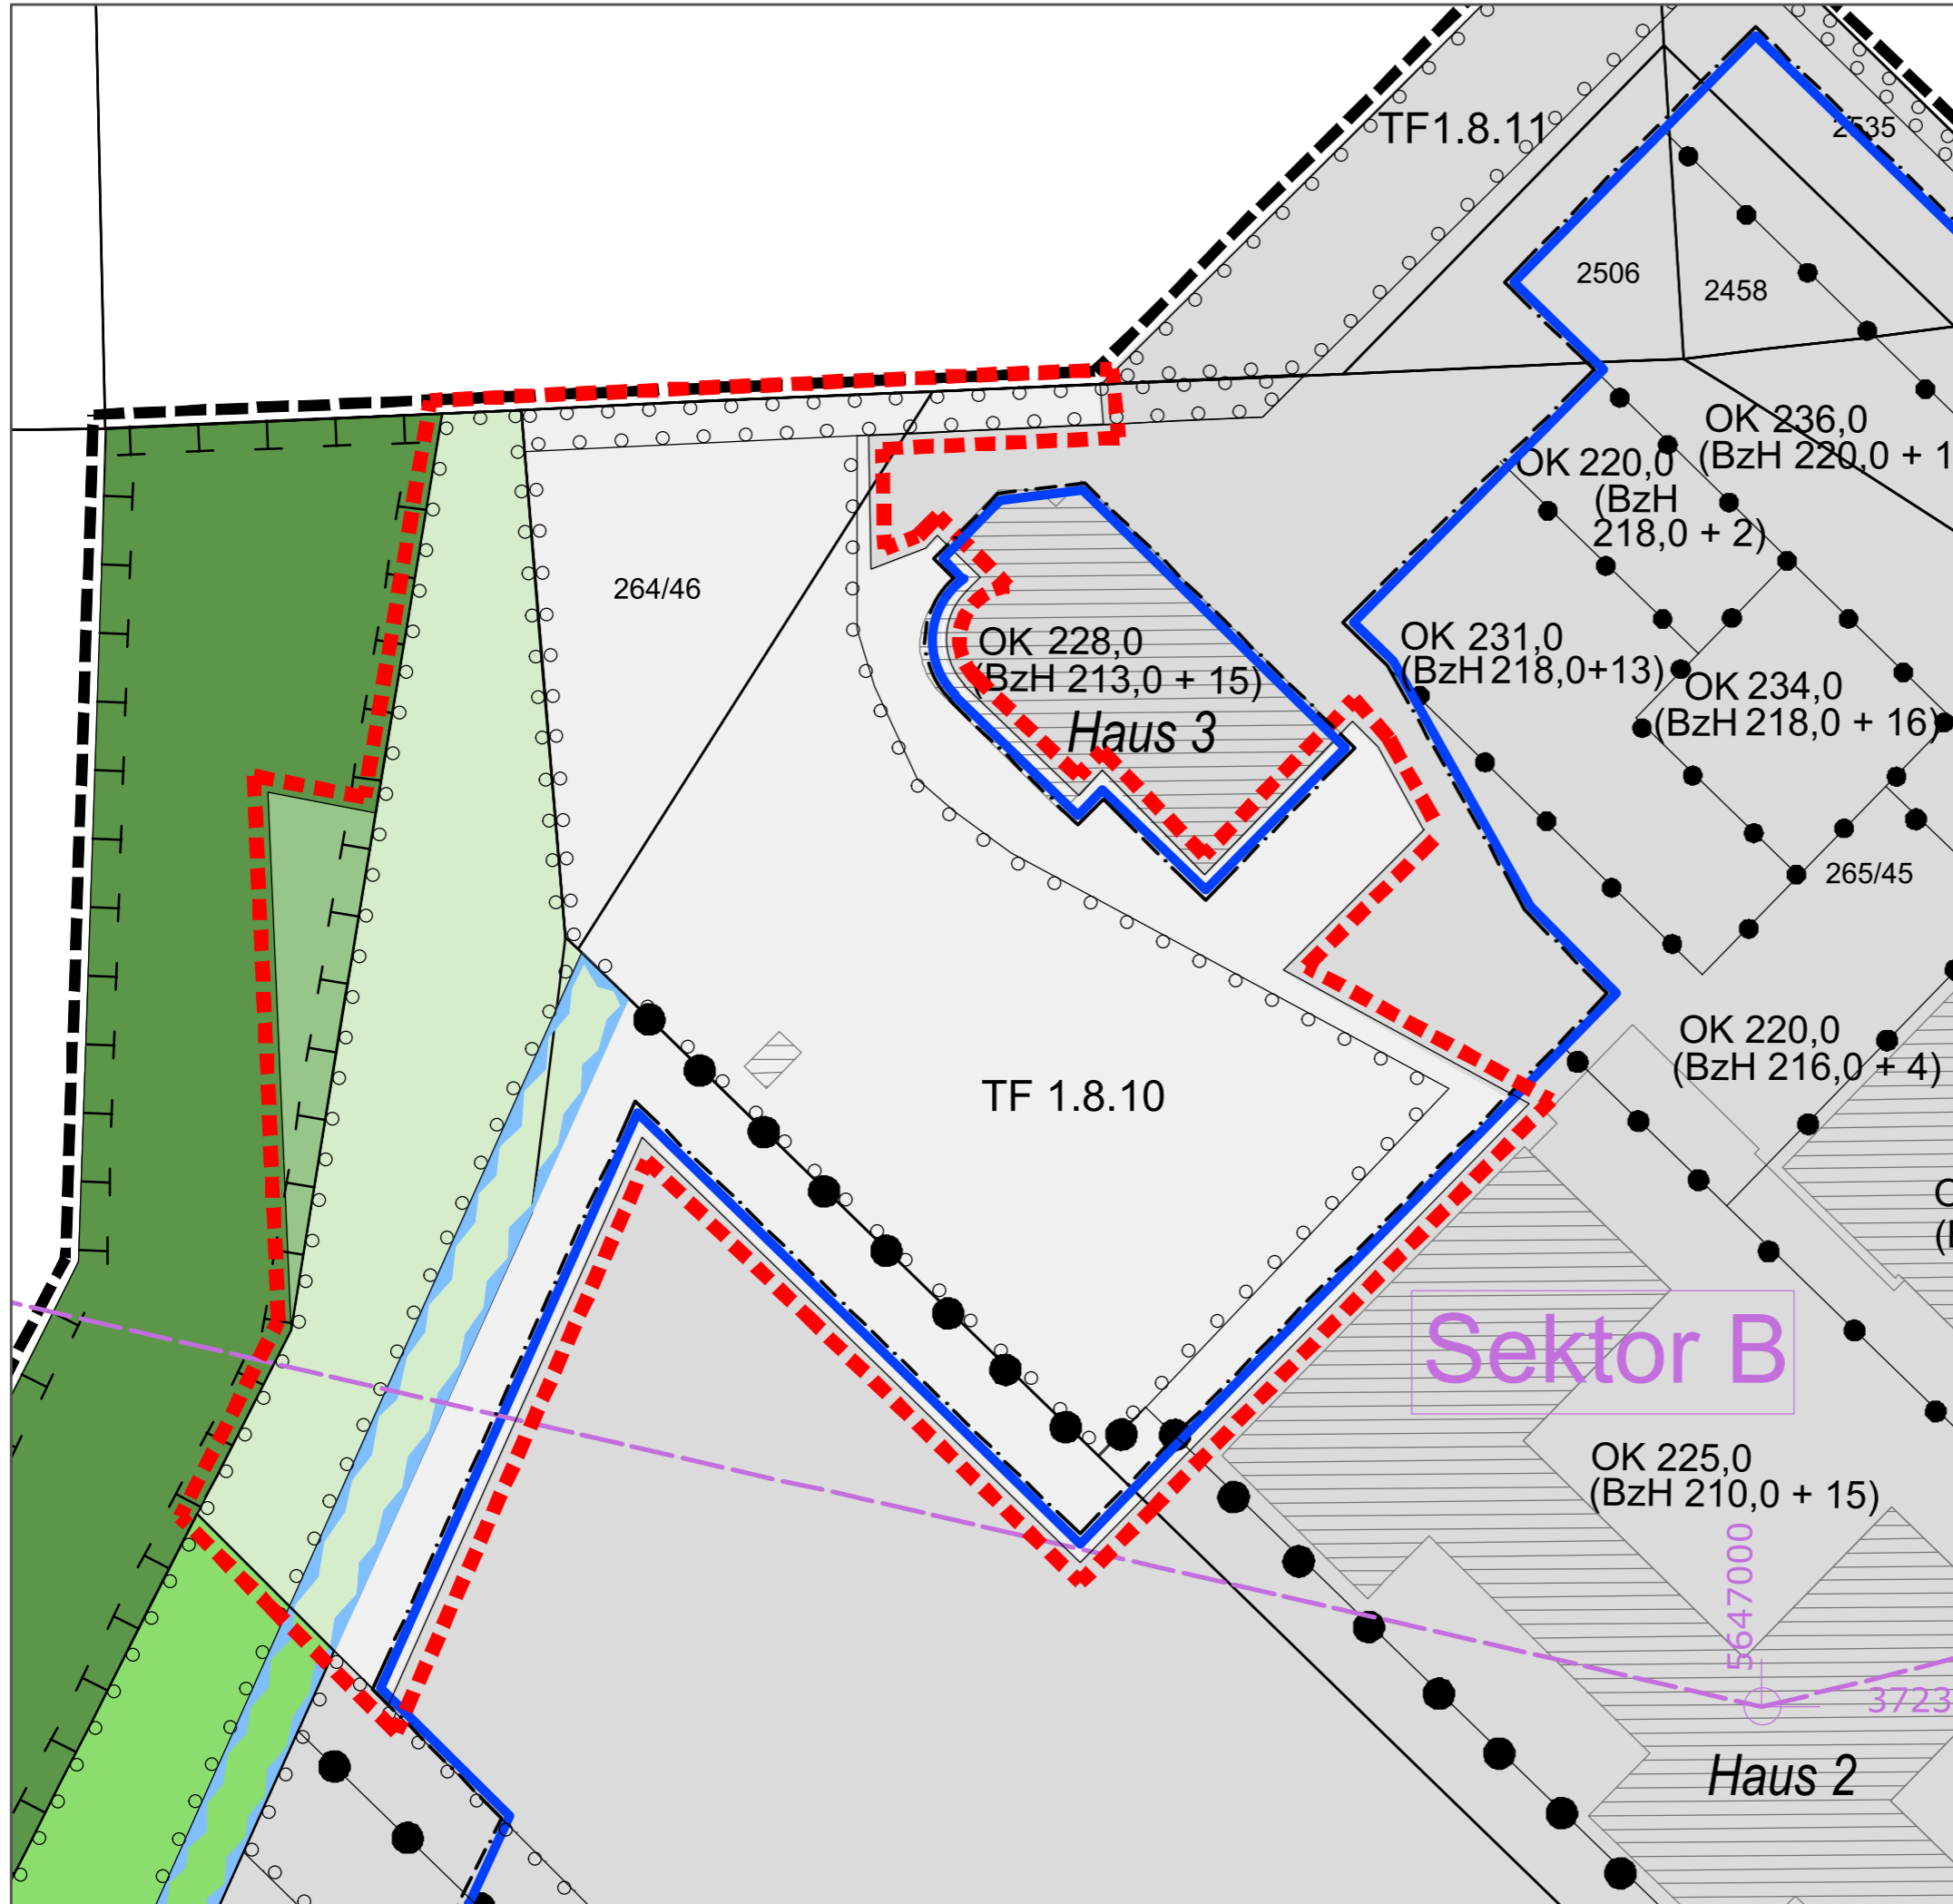 TF1.8.11
2535
2506
2458
OK 236,0
(BzH 220,0 + 1
OK 220,0
(BzH
218,0 + 2)
264/46
OK 228,0
(BzH 213,0 + 15)
Haus 3
OK 231,0
(BzH 218,0+13)
OK 234,0
(BzH 218,0 + 16)
265/45
OK 220,0
(BzH 216,0 + 4)
TF 1.8.10
Sektor B
OK 225,0
(BzH 210,0 + 15)
5647000
3723
Haus 2